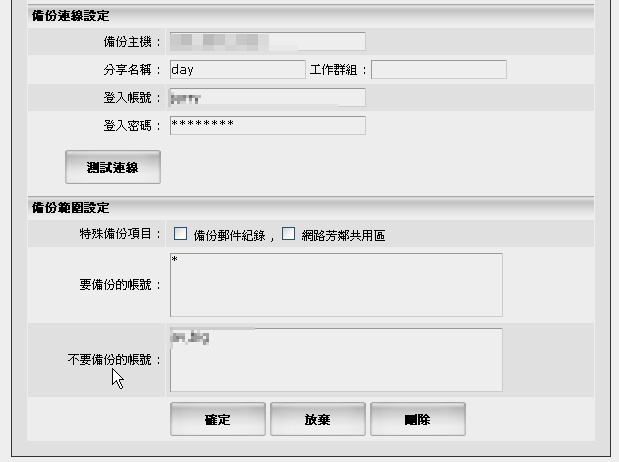 備份連線設定
備份主機：
分享名稱： day 工作群組：
登入帳號：
登入密碼： ********
測試連線
備份範圍設定
特殊備份項目： 備份郵件紀錄， 網路芳鄰共用區
要備份的帳號： *
不要備份的帳號：
確定 放棄 刪除